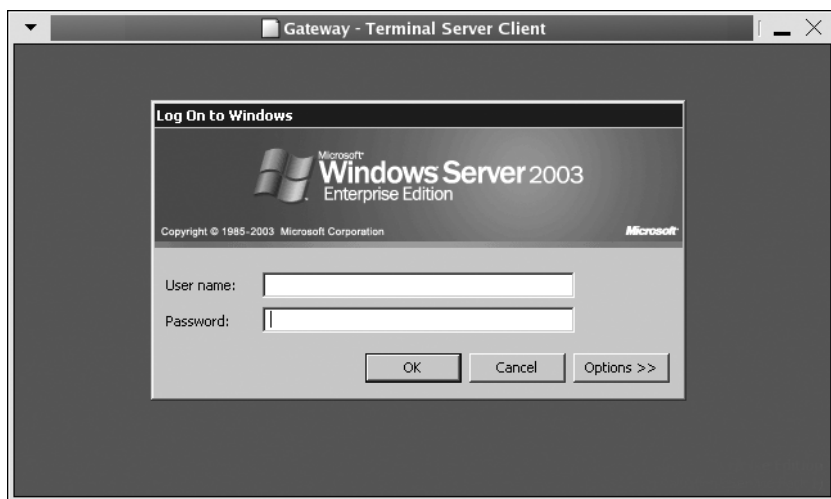 Gateway - Terminal Server Client
Log On to Windows
Microsoft
Windows Server 2003
Enterprise Edition
Copyright © 1985-2003 Microsoft Corporation
Microsoft
User name:
Password:
OK
Cancel
Options >>